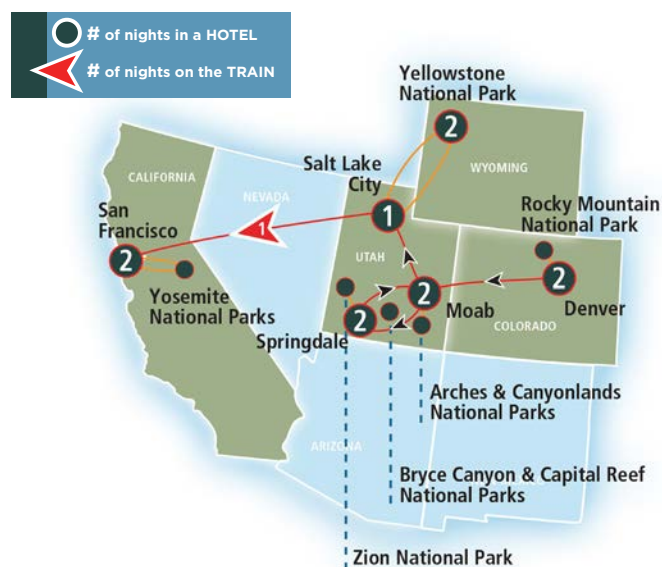 # of nights in a HOTEL
# of nights on the TRAIN
Yellowstone
National Park
2
WYOMING
CALIFORNIA
NEVADA
Salt Lake
City
1
Rocky Mountain
National Park
San
Francisco
2
1
UTAH
Yosemite
National Parks
2
Moab
2
Denver
COLORADO
Springdale
2
Arches & Canyonlands
National Parks
ARIZONA
Bryce Canyon & Capital Reef
National Parks
Zion National Park